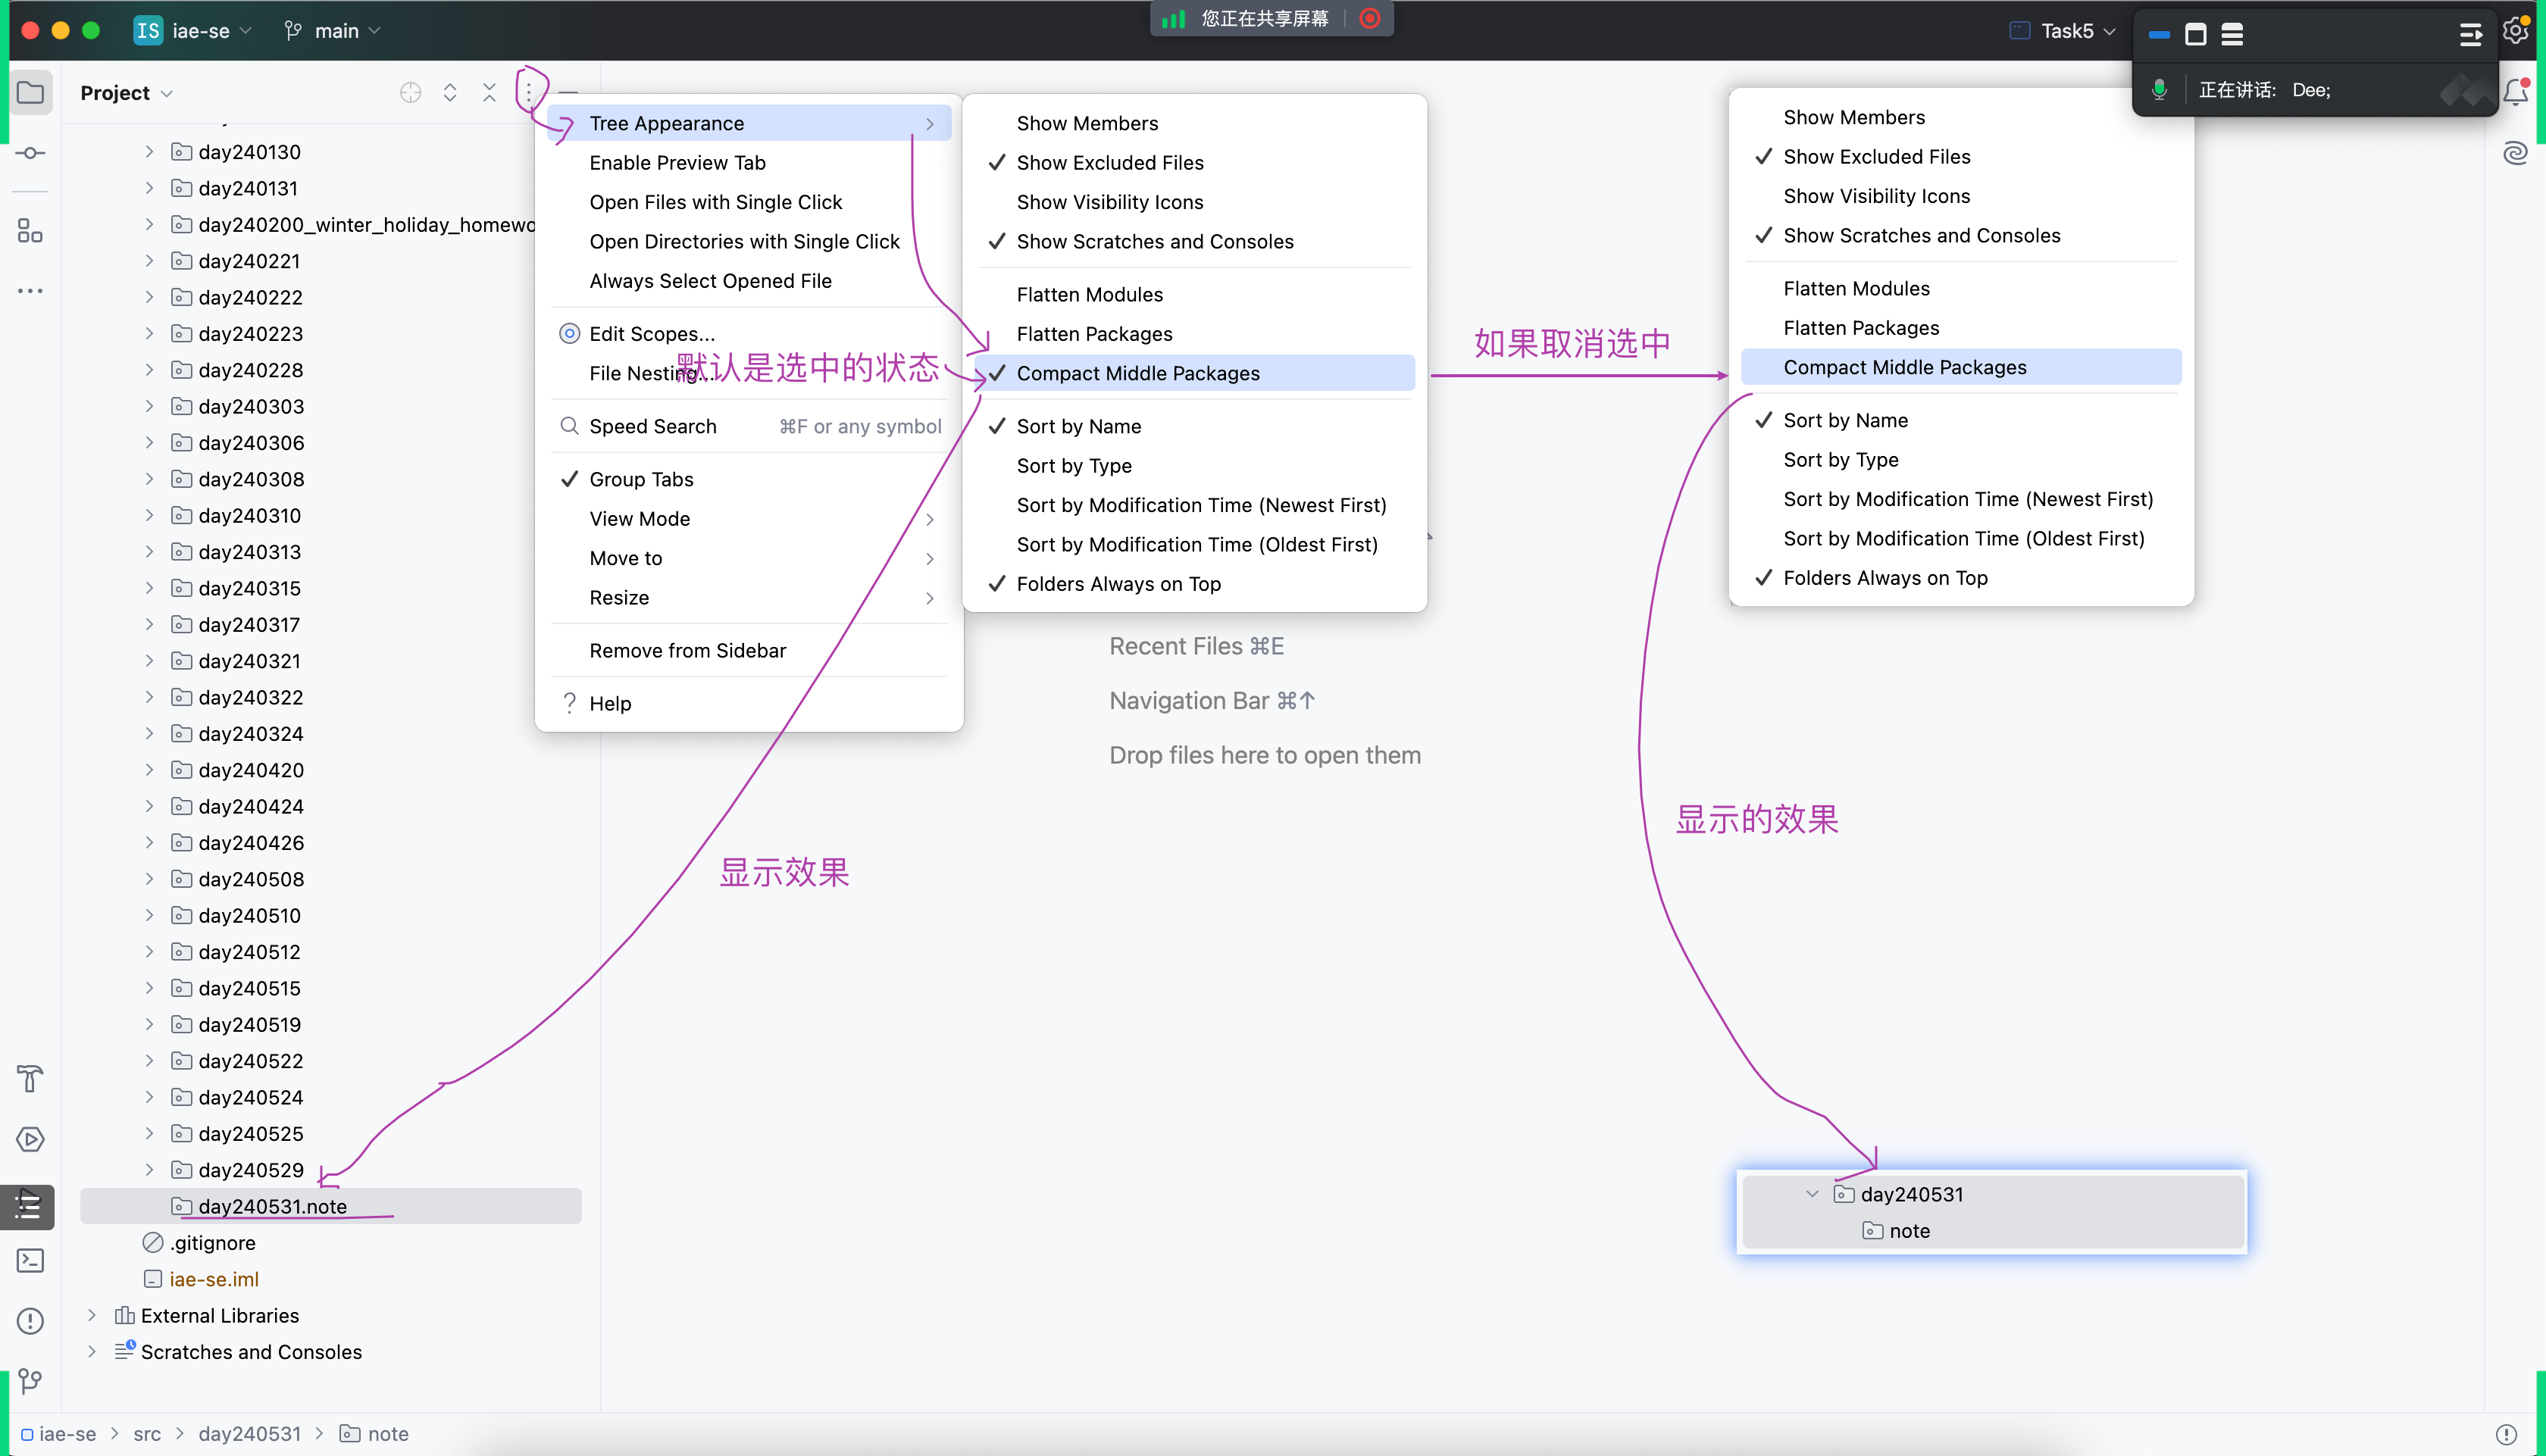 IS iae-se main
您正在共享屏幕
Task5
正在讲话: Dee;
Project
day240130
day240131
day240200_winter_holiday_homewo
day240221
day240222
day240223
day240228
day240303
day240306
day240308
day240310
day240313
day240315
day240317
day240321
day240322
day240324
day240420
day240424
day240426
day240508
day240510
day240512
day240515
day240519
day240522
day240524
day240525
day240529
day240531.note
.gitignore
iae-se.iml
External Libraries
Scratches and Consoles
Tree Appearance
Enable Preview Tab
Open Files with Single Click
Open Directories with Single Click
Always Select Opened File
Edit Scopes...
File Nesting...
默认是选中的状态
Speed Search ⌘F or any symbol
Group Tabs
View Mode
Move to
Resize
Remove from Sidebar
? Help
Show Members
Show Excluded Files
Show Visibility Icons
Show Scratches and Consoles
Flatten Modules
Flatten Packages
Compact Middle Packages
Sort by Name
Sort by Type
Sort by Modification Time (Newest First)
Sort by Modification Time (Oldest First)
Folders Always on Top
如果取消选中
Show Members
Show Excluded Files
Show Visibility Icons
Show Scratches and Consoles
Flatten Modules
Flatten Packages
Compact Middle Packages
Sort by Name
Sort by Type
Sort by Modification Time (Newest First)
Sort by Modification Time (Oldest First)
Folders Always on Top
Recent Files ⌘E
Navigation Bar ⌘↑
Drop files here to open them
显示效果
显示的效果
day240531
note
iae-se > src > day240531 > note